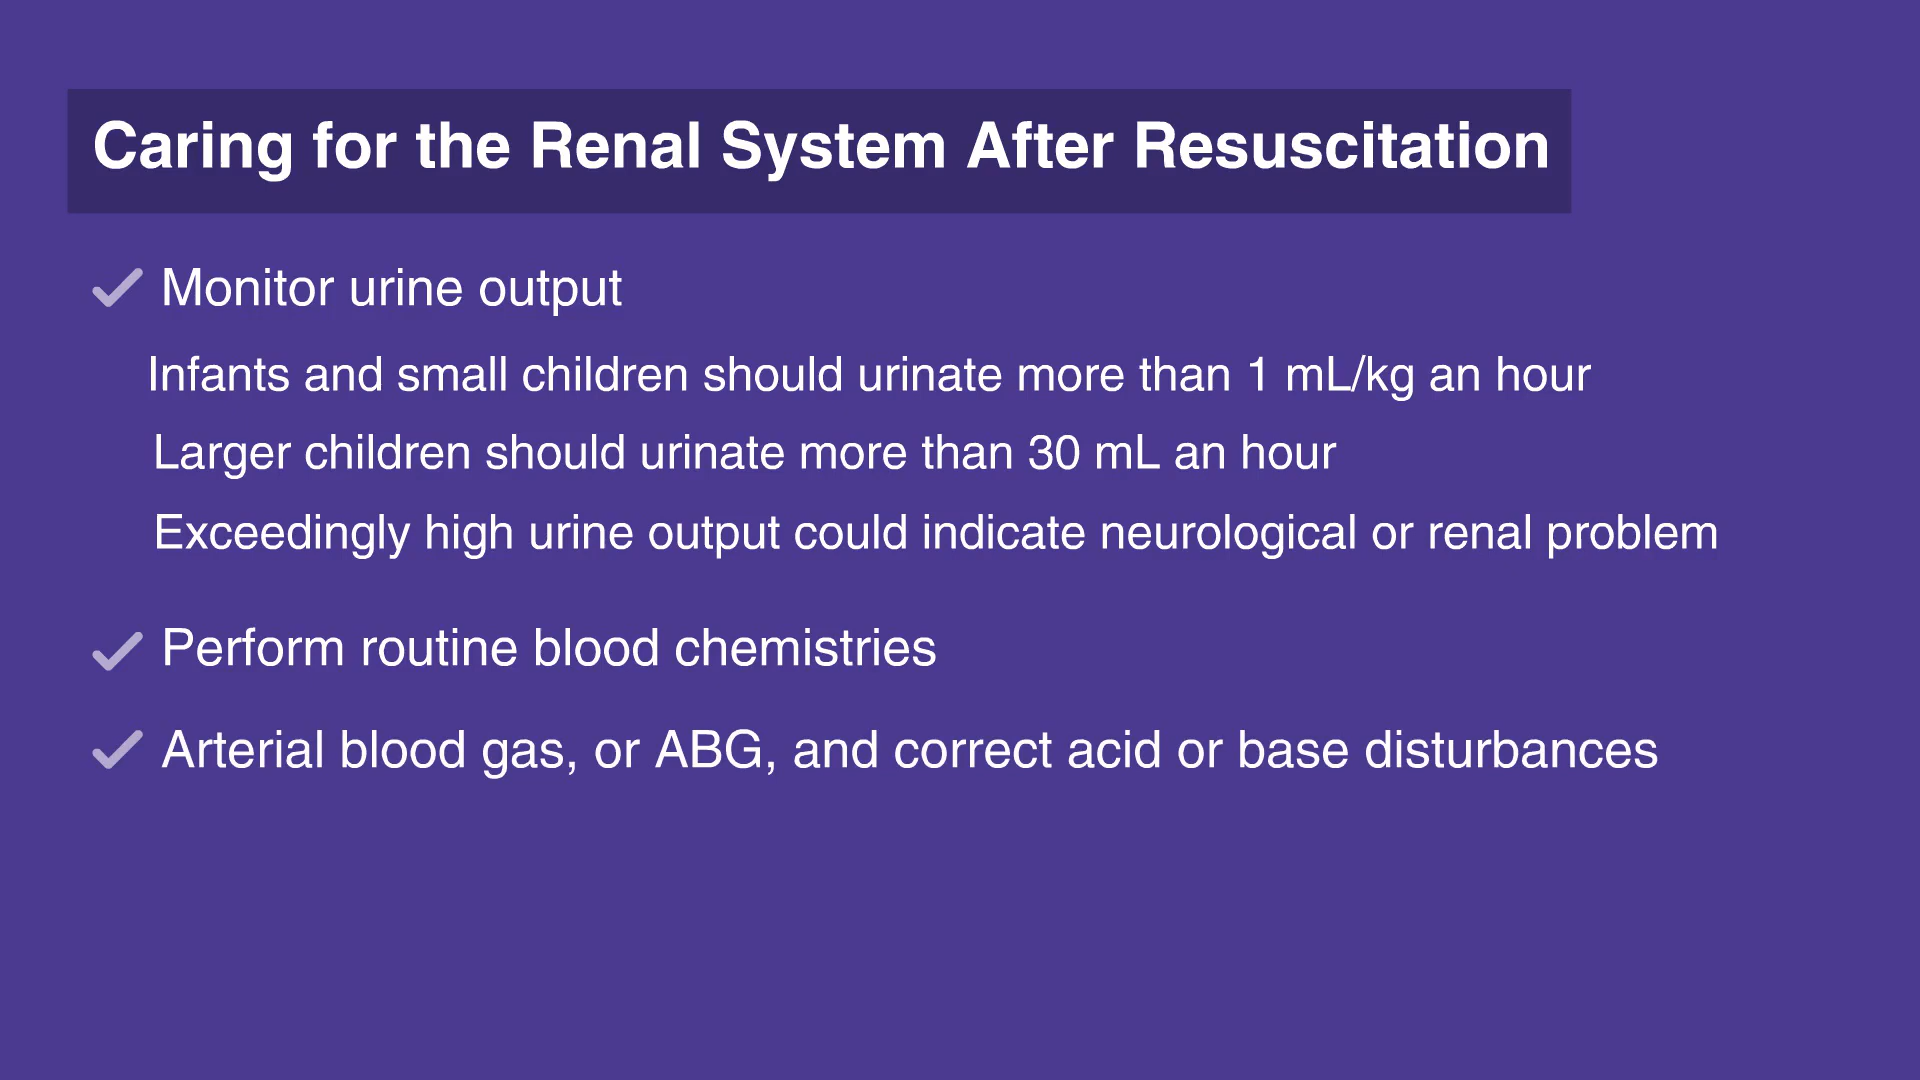 Caring for the Renal System After Resuscitation
Monitor urine output
Infants and small children should urinate more than 1 mL/kg an hour
Larger children should urinate more than 30 mL an hour
Exceedingly high urine output could indicate neurological or renal problem
Perform routine blood chemistries
Arterial blood gas, or ABG, and correct acid or base disturbances